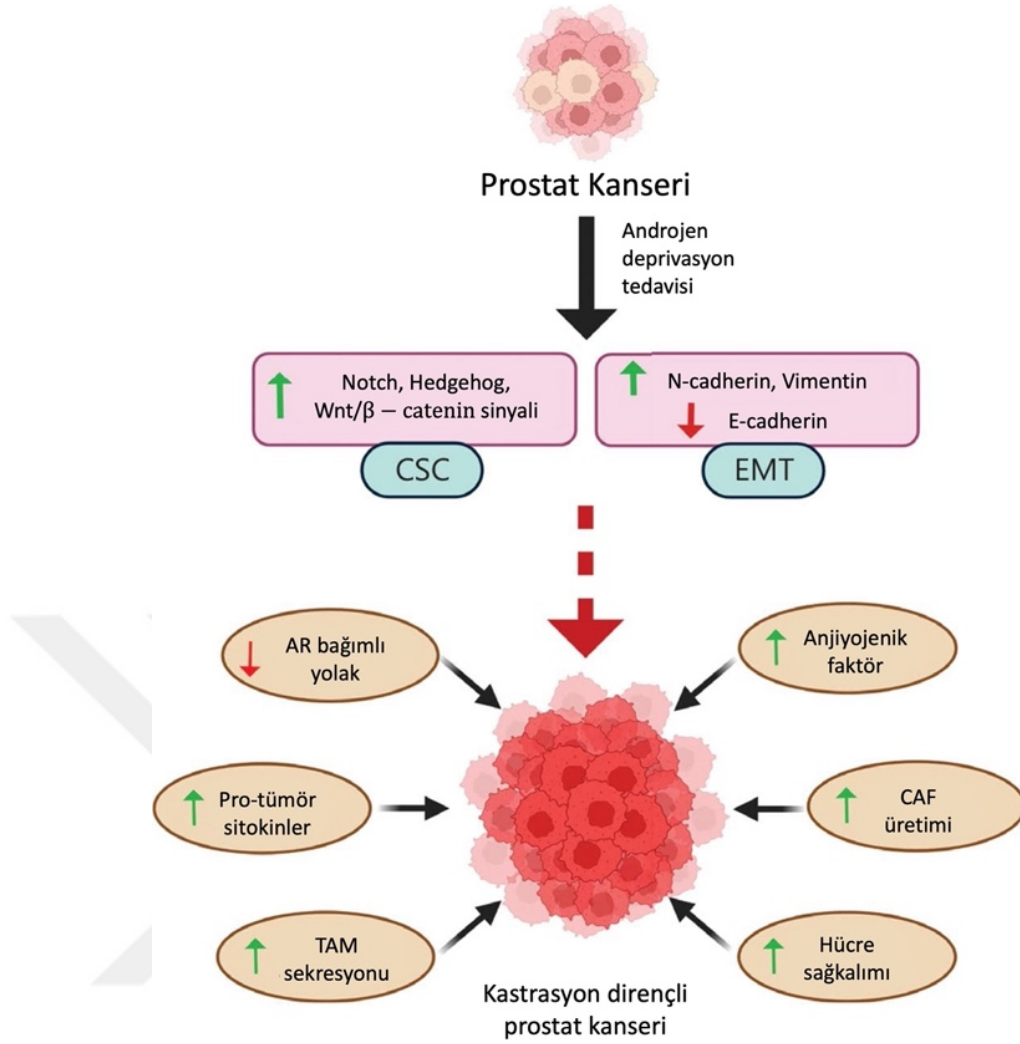 Prostat Kanseri
Androjen
deprivasyon
tedavisi
Notch, Hedgehog,
Wnt/β − catenin sinyali
CSC
N-cadherin, Vimentin
E-cadherin
EMT
AR bağımlı
yolak
Anjiyojenik
faktör
Pro-tümör
sitokinler
CAF
üretimi
TAM
sekresyonu
Hücre
sağkalımı
Kastrasyon dirençli
prostat kanseri